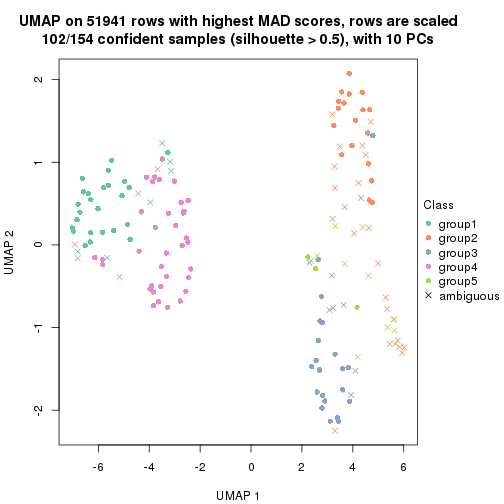 UMAP on 51941 rows with highest MAD scores, rows are scaled
102/154 confident samples (silhouette > 0.5), with 10 PCs
2
1
0
-1
-2
UMAP 2
-6
-4
-2
0
2
4
6
UMAP 1
Class
group1
group2
group3
group4
group5
ambiguous